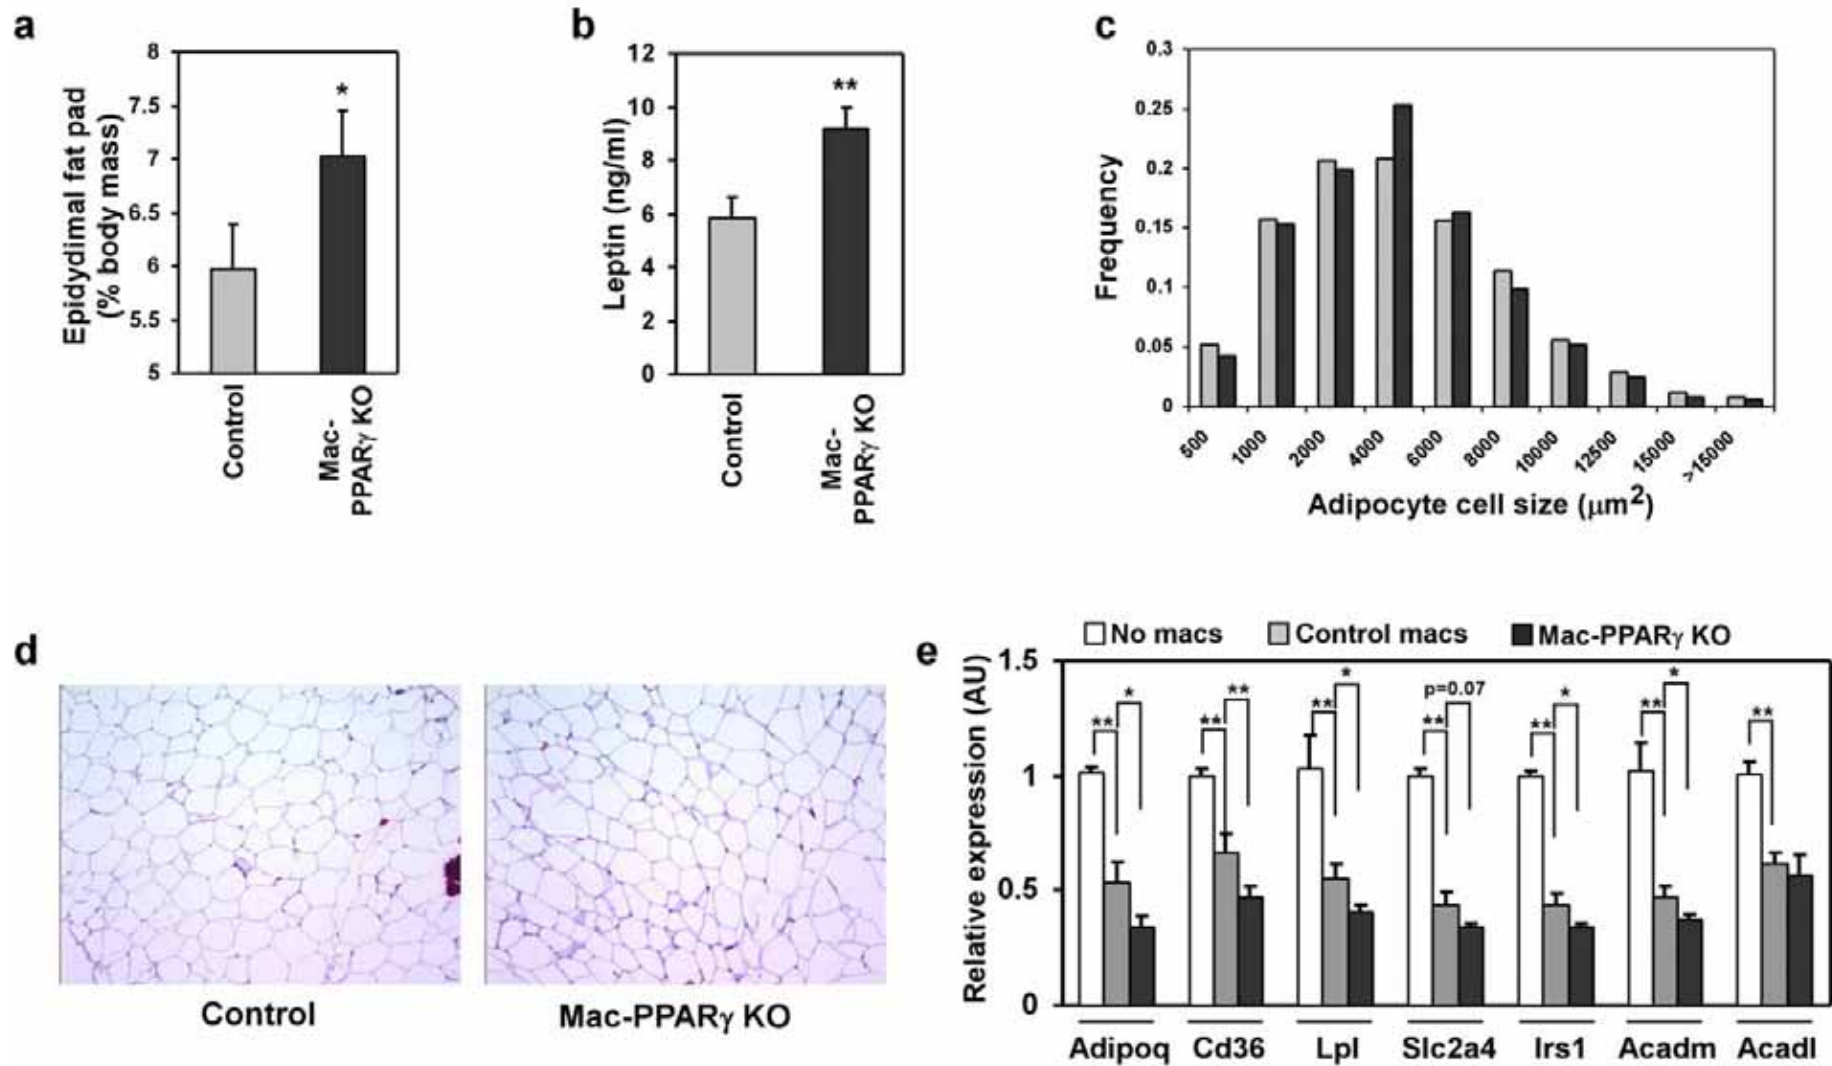 a
Epidydimal fat pad
(% body mass)
8
7.5
7
6.5
6
5.5
5
*
Control
Mac-
PPARγ KO
b
Leptin (ng/ml)
12
10
8
6
4
2
0
**
Control
Mac-
PPARγ KO
c
Frequency
0.3
0.25
0.2
0.15
0.1
0.05
0
500
1000
2000
4000
6000
8000
10000
12500
15000
>15000
Adipocyte cell size (μm²)
d
Control
Mac-PPARγ KO
e
No macs
Control macs
Mac-PPARγ KO
Relative expression (AU)
1.5
1
0.5
0
** *
** **
** *
p=0.07
**
** *
** *
**
Adipoq
Cd36
Lpl
Slc2a4
Irs1
Acadm
Acadl